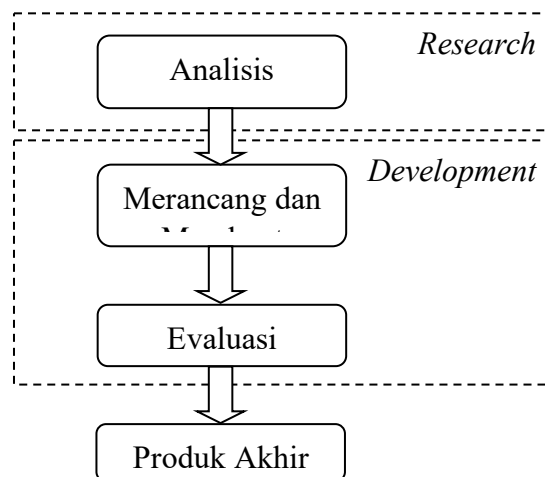 Research
Analisis
Development
Merancang dan
Evaluasi
Produk Akhir